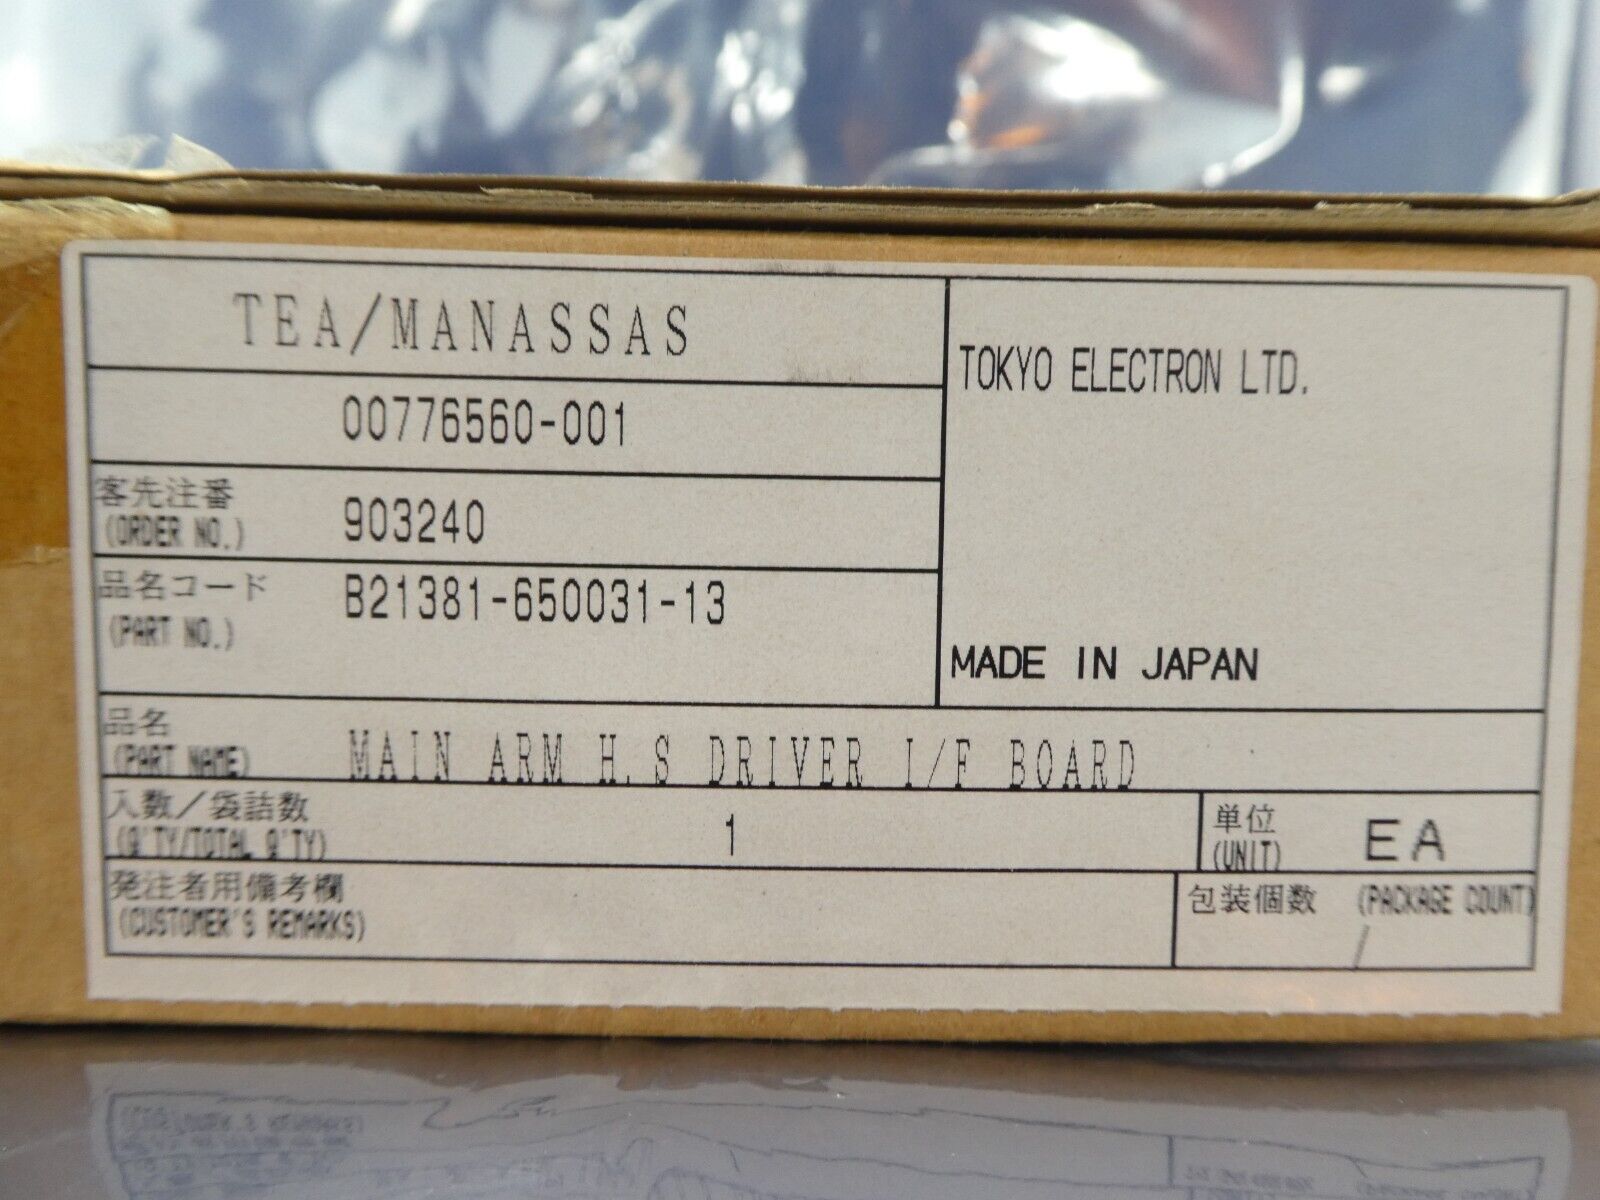 TEA/MANASSAS
TOKYO ELECTRON LTD.
00776560-001
客先注番
(ORDER NO.)
903240
品名コード
(PART NO.)
B21381-650031-13
MADE IN JAPAN
品名
(PART NAME)
MAIN ARM H.S DRIVER I/F BOARD
入数/袋詰数
(Q'TY/TOTAL Q'TY)
1
単位
(UNIT)
EA
発注者用備考欄
(CUSTOMER'S REMARKS)
包装個数 (PACKAGE COUNT)
/